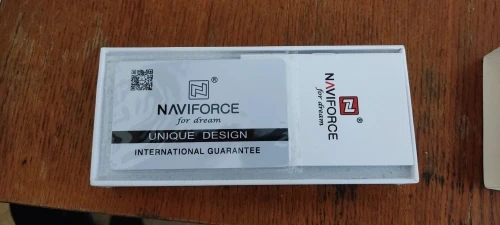 NAVIFORCE
for dream
UNIQUE DESIGN
INTERNATIONAL GUARANTEE
NAVIFORCE
for dream